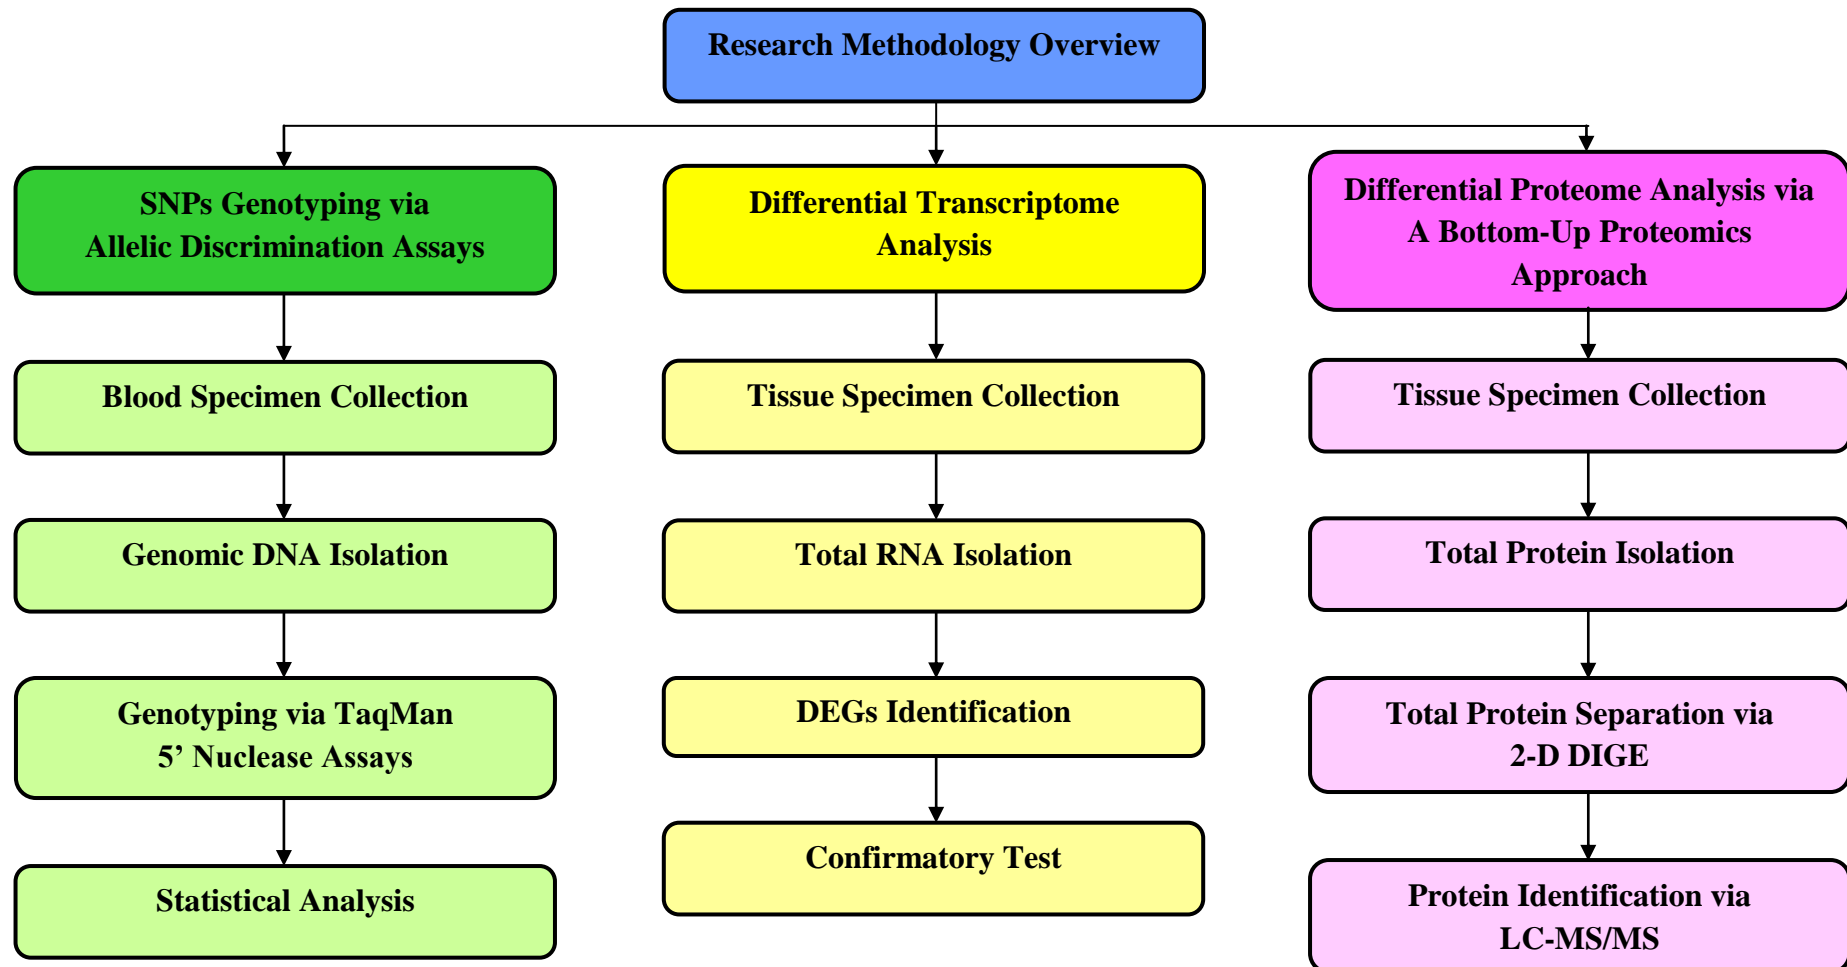 Research Methodology Overview
SNPs Genotyping via
Allelic Discrimination Assays
Blood Specimen Collection
Genomic DNA Isolation
Genotyping via TaqMan
5’ Nuclease Assays
Statistical Analysis
Differential Transcriptome
Analysis
Tissue Specimen Collection
Total RNA Isolation
DEGs Identification
Confirmatory Test
Differential Proteome Analysis via
A Bottom-Up Proteomics
Approach
Tissue Specimen Collection
Total Protein Isolation
Total Protein Separation via
2-D DIGE
Protein Identification via
LC-MS/MS